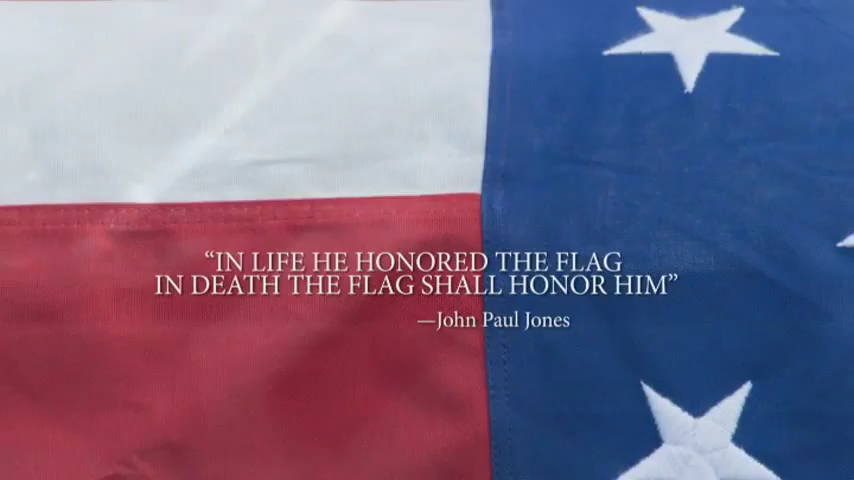 “IN LIFE HE HONORED THE FLAG
IN DEATH THE FLAG SHALL HONOR HIM”
—John Paul Jones